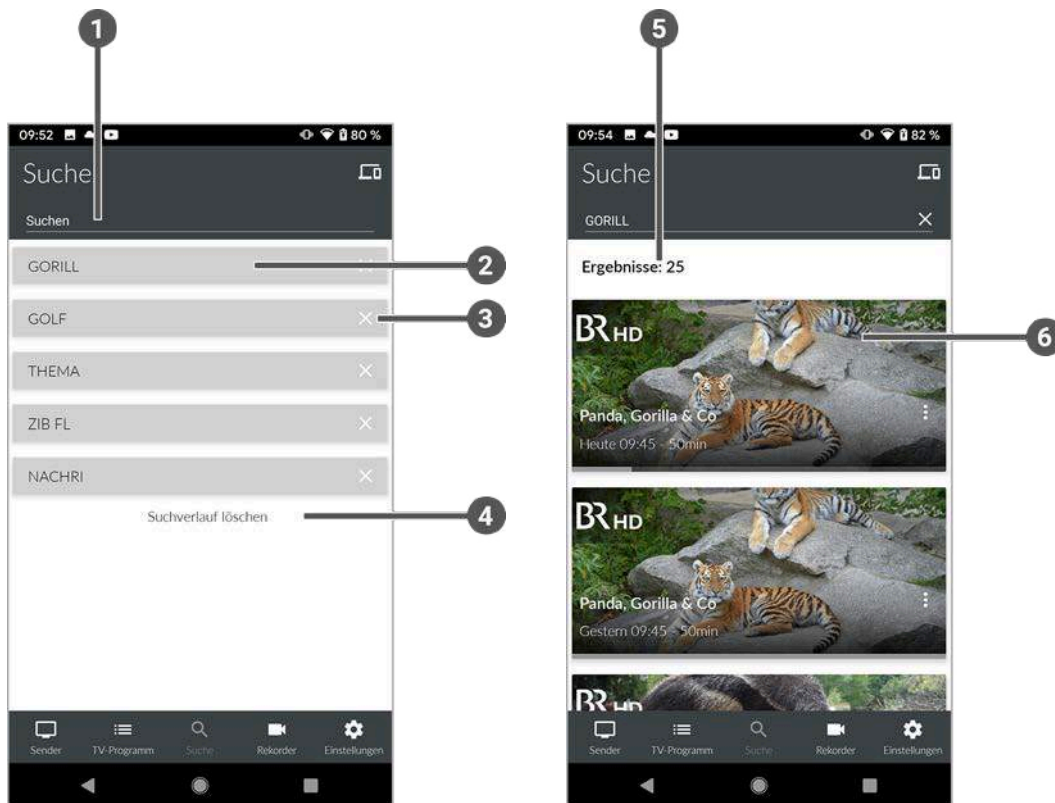 1
5
09:52 80 %
Suche
Suchen
GORILL
2
GOLF
3
THEMA
ZIB FL
NACHRI
Suchverlauf löschen
4
Sender TV-Programm Suche Rekorder Einstellungen
09:54 82 %
Suche
GORILL
Ergebnisse: 25
BR HD
6
Panda, Gorilla & Co
Heute 09:45 - 50min
BR HD
Panda, Gorilla & Co
Gestern 09:45 - 50min
BR HD
Sender TV-Programm Suche Rekorder Einstellungen